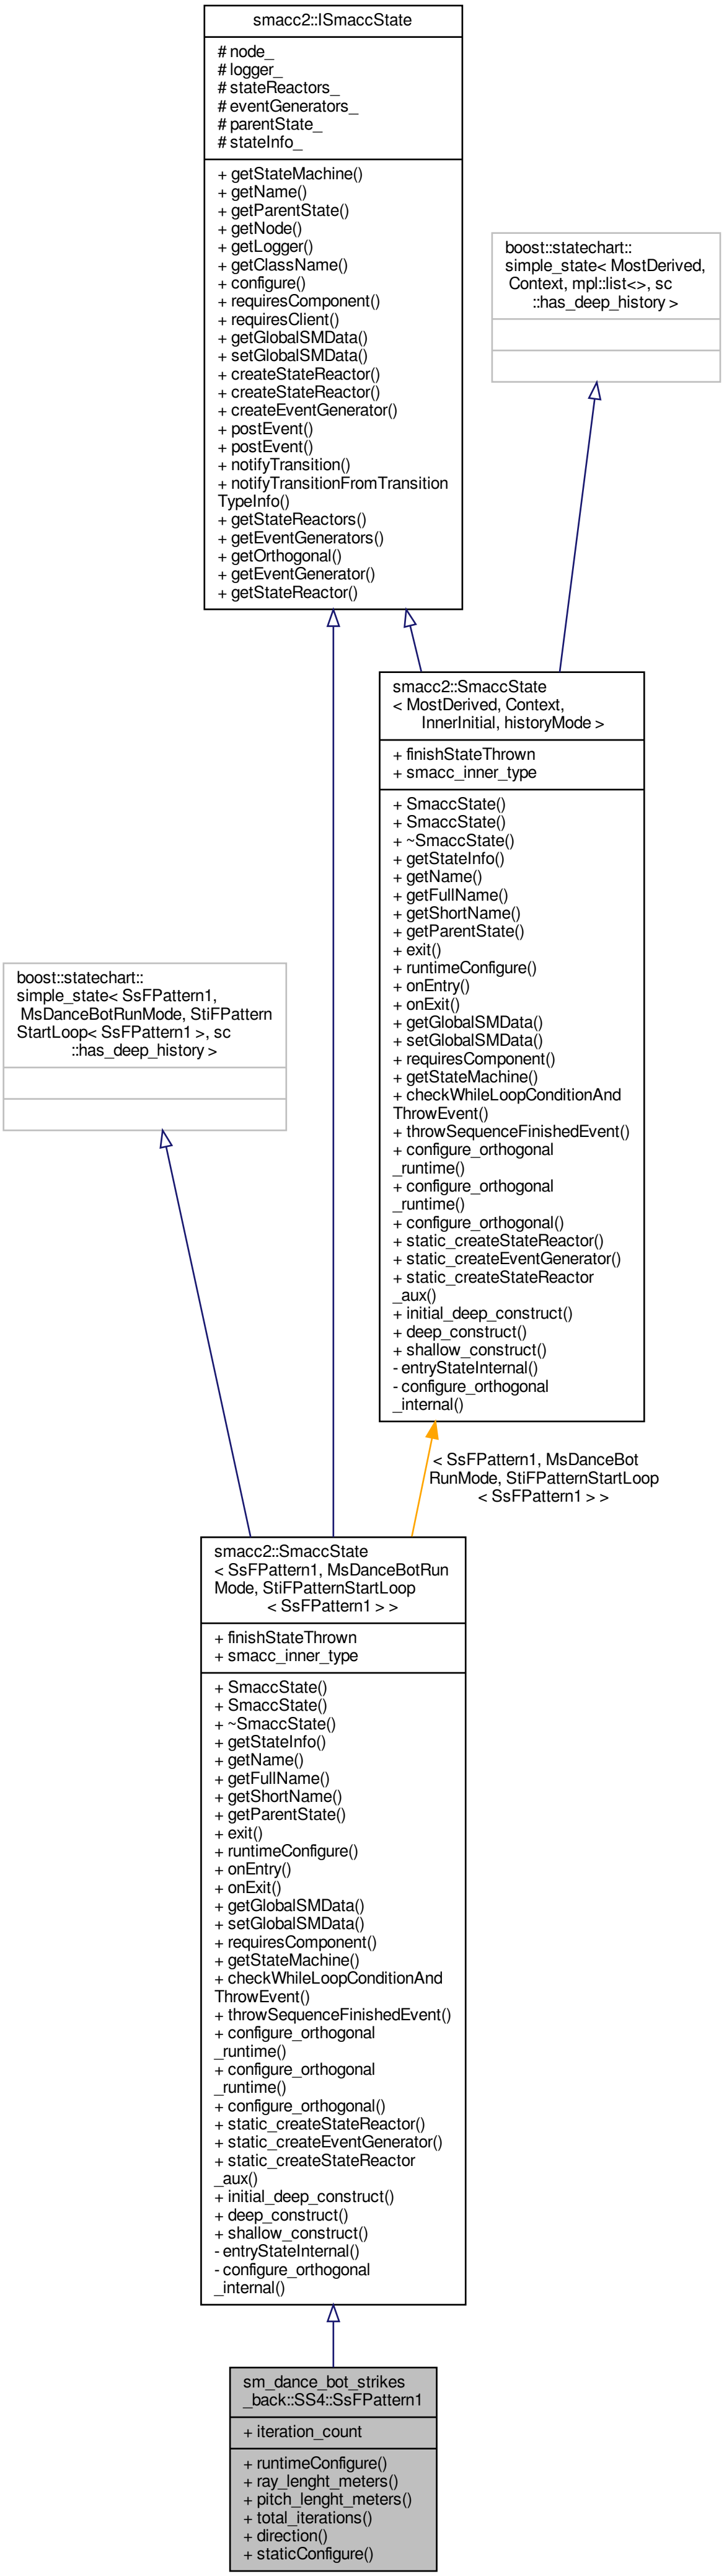 smacc2::ISmaccState
# node_
# logger_
# stateReactors_
# eventGenerators_
# parentState_
# stateInfo_
+ getStateMachine()
+ getName()
+ getParentState()
+ getNode()
+ getLogger()
+ getClassName()
+ configure()
+ requiresComponent()
+ requiresClient()
+ getGlobalSMData()
+ setGlobalSMData()
+ createStateReactor()
+ createStateReactor()
+ createEventGenerator()
+ postEvent()
+ postEvent()
+ notifyTransition()
+ notifyTransitionFromTransition
TypeInfo()
+ getStateReactors()
+ getEventGenerators()
+ getOrthogonal()
+ getEventGenerator()
+ getStateReactor()
boost::statechart::
simple_state< MostDerived,
Context, mpl::list<>, sc
::has_deep_history >
smacc2::SmaccState
< MostDerived, Context,
InnerInitial, historyMode >
+ finishStateThrown
+ smacc_inner_type
+ SmaccState()
+ SmaccState()
+ ~SmaccState()
+ getStateInfo()
+ getName()
+ getFullName()
+ getShortName()
+ getParentState()
+ exit()
+ runtimeConfigure()
+ onEntry()
+ onExit()
+ getGlobalSMData()
+ setGlobalSMData()
+ requiresComponent()
+ getStateMachine()
+ checkWhileLoopConditionAnd
ThrowEvent()
+ throwSequenceFinishedEvent()
+ configure_orthogonal
_runtime()
+ configure_orthogonal
_runtime()
+ configure_orthogonal()
+ static_createStateReactor()
+ static_createEventGenerator()
+ static_createStateReactor
_aux()
+ initial_deep_construct()
+ deep_construct()
+ shallow_construct()
- entryStateInternal()
- configure_orthogonal
_internal()
boost::statechart::
simple_state< SsFPattern1,
MsDanceBotRunMode, StiFPattern
StartLoop< SsFPattern1 >, sc
::has_deep_history >
< SsFPattern1, MsDanceBot
RunMode, StiFPatternStartLoop
< SsFPattern1 > >
smacc2::SmaccState
< SsFPattern1, MsDanceBotRun
Mode, StiFPatternStartLoop
< SsFPattern1 > >
+ finishStateThrown
+ smacc_inner_type
+ SmaccState()
+ SmaccState()
+ ~SmaccState()
+ getStateInfo()
+ getName()
+ getFullName()
+ getShortName()
+ getParentState()
+ exit()
+ runtimeConfigure()
+ onEntry()
+ onExit()
+ getGlobalSMData()
+ setGlobalSMData()
+ requiresComponent()
+ getStateMachine()
+ checkWhileLoopConditionAnd
ThrowEvent()
+ throwSequenceFinishedEvent()
+ configure_orthogonal
_runtime()
+ configure_orthogonal
_runtime()
+ configure_orthogonal()
+ static_createStateReactor()
+ static_createEventGenerator()
+ static_createStateReactor
_aux()
+ initial_deep_construct()
+ deep_construct()
+ shallow_construct()
- entryStateInternal()
- configure_orthogonal
_internal()
sm_dance_bot_strikes
_back::SS4::SsFPattern1
+ iteration_count
+ runtimeConfigure()
+ ray_lenght_meters()
+ pitch_lenght_meters()
+ total_iterations()
+ direction()
+ staticConfigure()